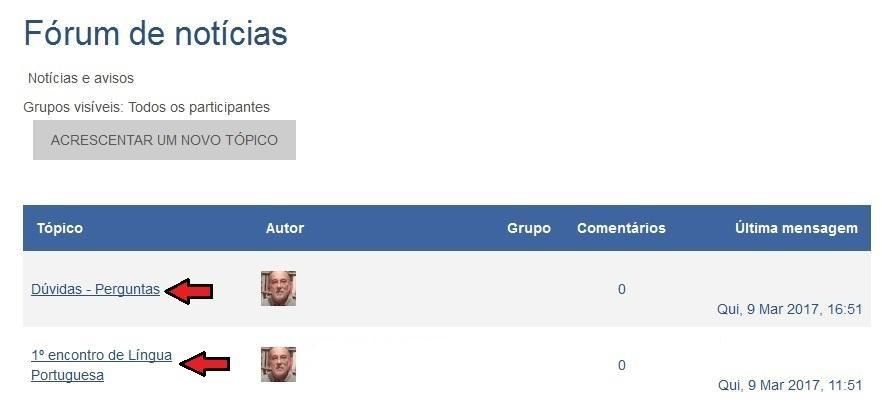 Fórum de notícias
Notícias e avisos
Grupos visíveis: Todos os participantes
ACRESCENTAR UM NOVO TÓPICO
Tópico Autor Grupo Comentários Última mensagem
Dúvidas - Perguntas 0
Qui, 9 Mar 2017, 16:51
1º encontro de Língua
Portuguesa 0
Qui, 9 Mar 2017, 11:51